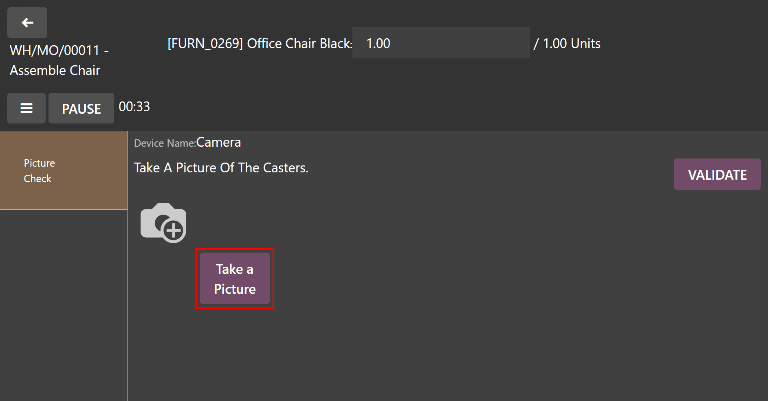 WH/MO/00011 -
Assemble Chair
[FURN_0269] Office Chair Black: 1.00 / 1.00 Units
PAUSE 00:33
Picture
Check
Device Name:Camera
Take A Picture Of The Casters.
VALIDATE
Take a
Picture